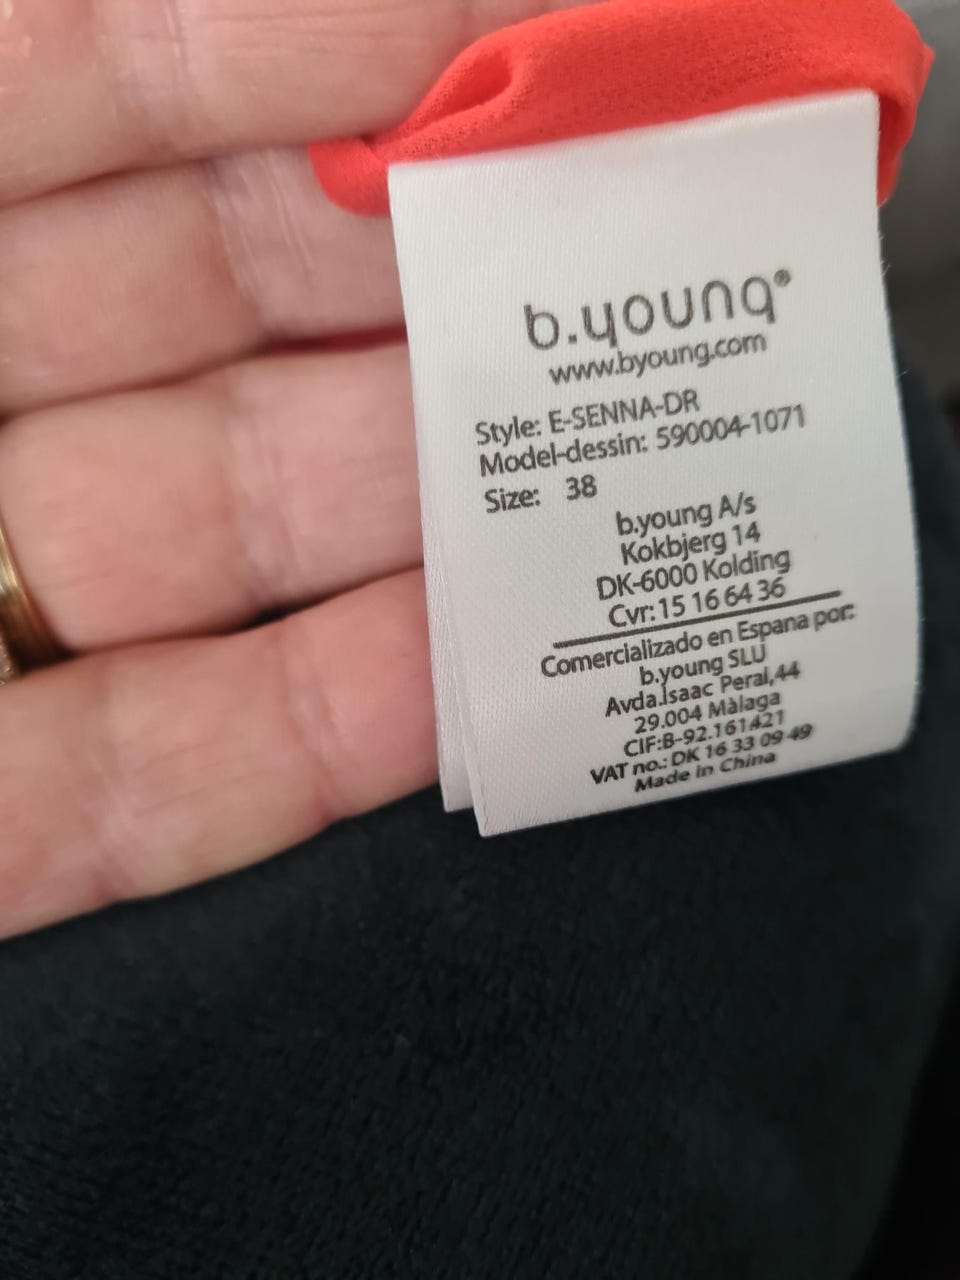 b.young®
www.byoung.com
Style: E-SENNA-DR
Model-dessin: 590004-1071
Size: 38
b.young A/s
Kokbjerg 14
DK-6000 Kolding
Cvr: 15 16 64 36
Comercializado en Espana por:
b.young SLU
Avda.Isaac Peral,44
29.004 Màlaga
CIF:B-92.161421
VAT no.: DK 16 33 09 49
Made in China